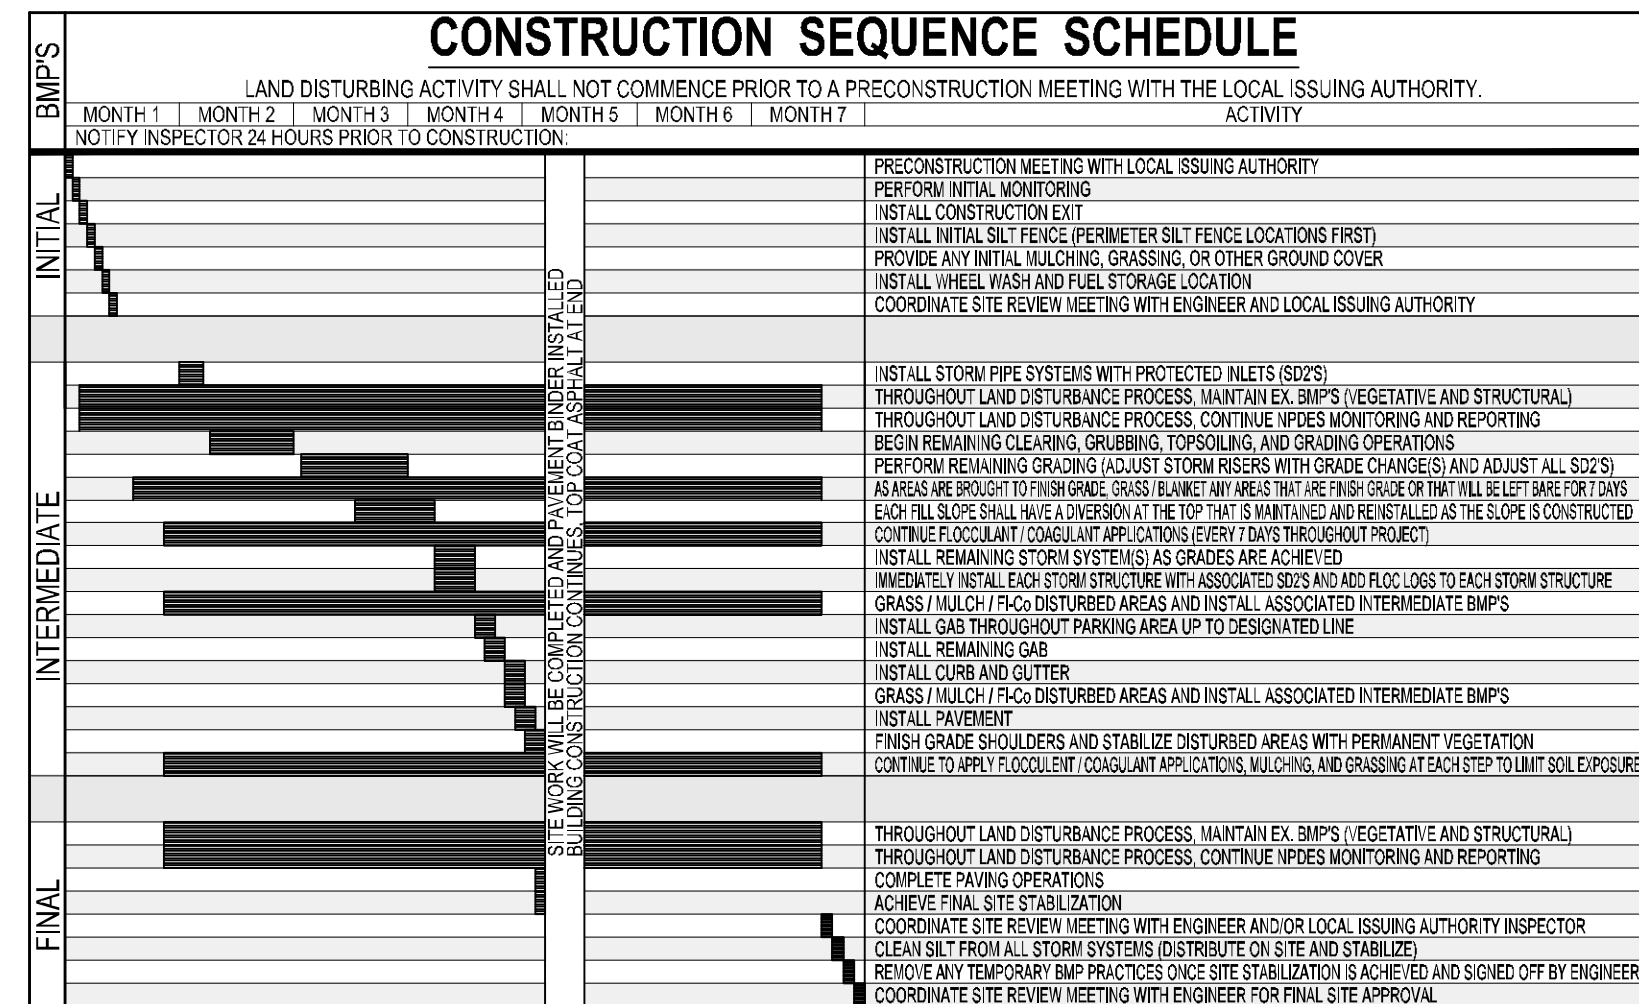 CONSTRUCTION SEQUENCE SCHEDULE
BMP'S
LAND DISTURBING ACTIVITY SHALL NOT COMMENCE PRIOR TO A PRECONSTRUCTION MEETING WITH THE LOCAL ISSUING AUTHORITY.
MONTH 1 MONTH 2 MONTH 3 MONTH 4 MONTH 5 MONTH 6 MONTH 7 ACTIVITY
NOTIFY INSPECTOR 24 HOURS PRIOR TO CONSTRUCTION:
INITIAL
PRECONSTRUCTION MEETING WITH LOCAL ISSUING AUTHORITY
PERFORM INITIAL MONITORING
INSTALL CONSTRUCTION EXIT
INSTALL INITIAL SILT FENCE (PERIMETER SILT FENCE LOCATIONS FIRST)
PROVIDE ANY INITIAL MULCHING, GRASSING, OR OTHER GROUND COVER
INSTALL WHEEL WASH AND FUEL STORAGE LOCATION
COORDINATE SITE REVIEW MEETING WITH ENGINEER AND LOCAL ISSUING AUTHORITY
SITE WORK WILL BE COMPLETED AND PAVEMENT BINDER INSTALLED
BUILDING CONSTRUCTION CONTINUES, TOP COAT ASPHALT AT END
INTERMEDIATE
INSTALL STORM PIPE SYSTEMS WITH PROTECTED INLETS (SD2'S)
THROUGHOUT LAND DISTURBANCE PROCESS, MAINTAIN EX. BMP'S (VEGETATIVE AND STRUCTURAL)
THROUGHOUT LAND DISTURBANCE PROCESS, CONTINUE NPDES MONITORING AND REPORTING
BEGIN REMAINING CLEARING, GRUBBING, TOPSOILING, AND GRADING OPERATIONS
PERFORM REMAINING GRADING (ADJUST STORM RISERS WITH GRADE CHANGE(S) AND ADJUST ALL SD2'S)
AS AREAS ARE BROUGHT TO FINISH GRADE, GRASS / BLANKET ANY AREAS THAT ARE FINISH GRADE OR THAT WILL BE LEFT BARE FOR 7 DAYS
EACH FILL SLOPE SHALL HAVE A DIVERSION AT THE TOP THAT IS MAINTAINED AND REINSTALLED AS THE SLOPE IS CONSTRUCTED
CONTINUE FLOCCULANT / COAGULANT APPLICATIONS (EVERY 7 DAYS THROUGHOUT PROJECT)
INSTALL REMAINING STORM SYSTEM(S) AS GRADES ARE ACHIEVED
IMMEDIATELY INSTALL EACH STORM STRUCTURE WITH ASSOCIATED SD2'S AND ADD FLOC LOGS TO EACH STORM STRUCTURE
GRASS / MULCH / Fl-Co DISTURBED AREAS AND INSTALL ASSOCIATED INTERMEDIATE BMP'S
INSTALL GAB THROUGHOUT PARKING AREA UP TO DESIGNATED LINE
INSTALL REMAINING GAB
INSTALL CURB AND GUTTER
GRASS / MULCH / Fl-Co DISTURBED AREAS AND INSTALL ASSOCIATED INTERMEDIATE BMP'S
INSTALL PAVEMENT
FINISH GRADE SHOULDERS AND STABILIZE DISTURBED AREAS WITH PERMANENT VEGETATION
CONTINUE TO APPLY FLOCCULENT / COAGULANT APPLICATIONS, MULCHING, AND GRASSING AT EACH STEP TO LIMIT SOIL EXPOSURE
FINAL
THROUGHOUT LAND DISTURBANCE PROCESS, MAINTAIN EX. BMP'S (VEGETATIVE AND STRUCTURAL)
THROUGHOUT LAND DISTURBANCE PROCESS, CONTINUE NPDES MONITORING AND REPORTING
COMPLETE PAVING OPERATIONS
ACHIEVE FINAL SITE STABILIZATION
COORDINATE SITE REVIEW MEETING WITH ENGINEER AND/OR LOCAL ISSUING AUTHORITY INSPECTOR
CLEAN SILT FROM ALL STORM SYSTEMS (DISTRIBUTE ON SITE AND STABILIZE)
REMOVE ANY TEMPORARY BMP PRACTICES ONCE SITE STABILIZATION IS ACHIEVED AND SIGNED OFF BY ENGINEER
COORDINATE SITE REVIEW MEETING WITH ENGINEER FOR FINAL SITE APPROVAL